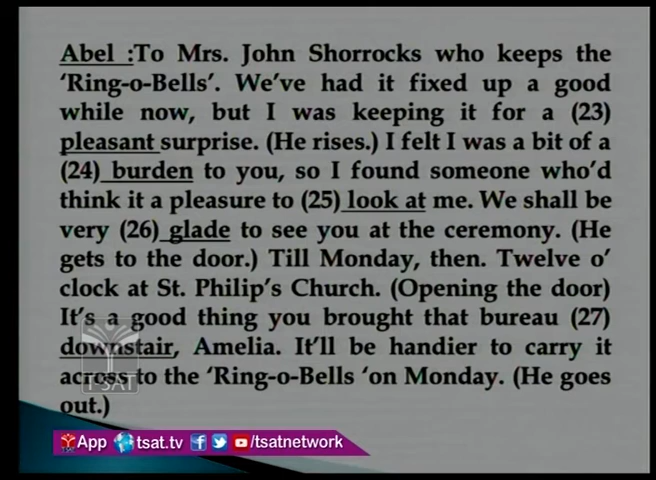 Abel :To Mrs. John Shorrocks who keeps the
‘Ring-o-Bells’. We’ve had it fixed up a good
while now, but I was keeping it for a (23)
pleasant surprise. (He rises.) I felt I was a bit of a
(24) burden to you, so I found someone who’d
think it a pleasure to (25) look at me. We shall be
very (26) glade to see you at the ceremony. (He
gets to the door.) Till Monday, then. Twelve o’
clock at St. Philip’s Church. (Opening the door)
It’s a good thing you brought that bureau (27)
downstair, Amelia. It’ll be handier to carry it
across to the ‘Ring-o-Bells ‘on Monday. (He goes
out.)
T SAT
App tsat.tv /tsatnetwork